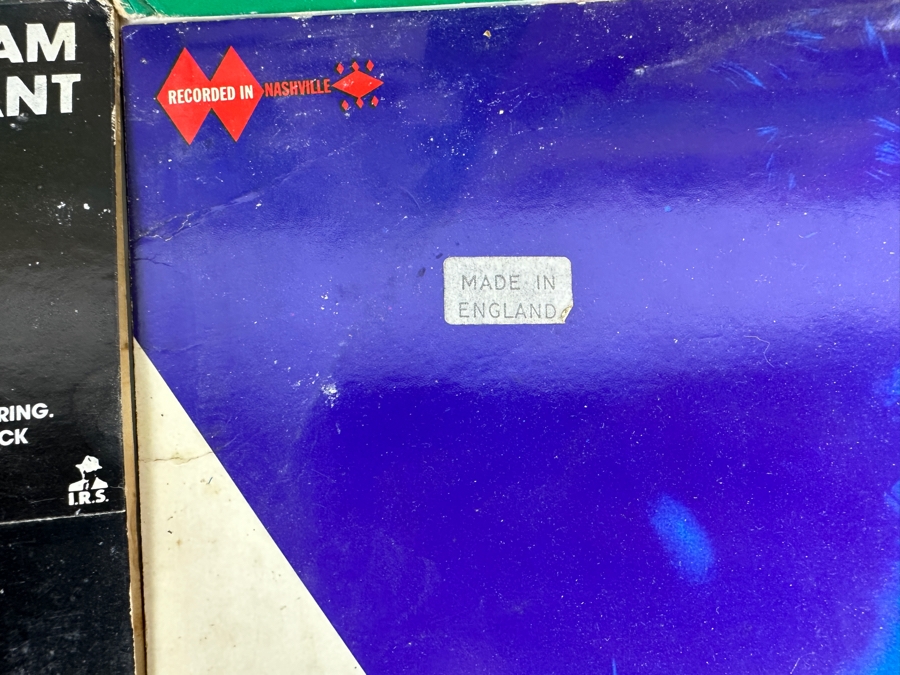 AM
ANT
RING.
CK
I.R.S.
RECORDED IN NASHVILLE
MADE IN
ENGLAND